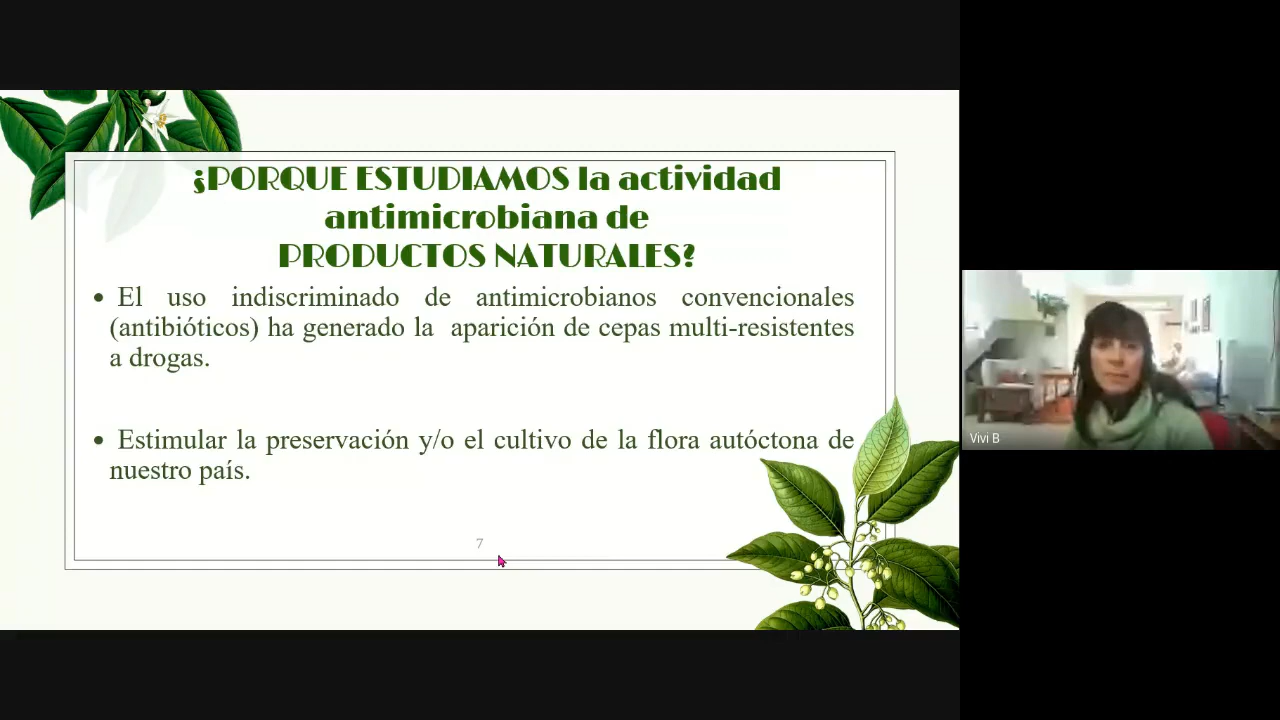 ¿PORQUE ESTUDIAMOS la actividad
antimicrobiana de
PRODUCTOS NATURALES?
• El uso indiscriminado de antimicrobianos convencionales
(antibióticos) ha generado la aparición de cepas multi-resistentes
a drogas.
• Estimular la preservación y/o el cultivo de la flora autóctona de
nuestro país.
7
Vivi B